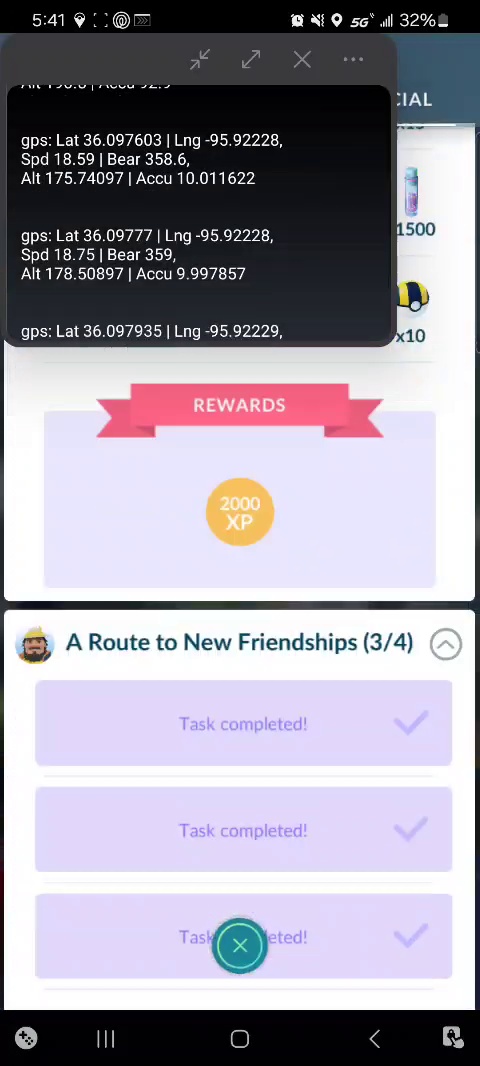 5:41
5G
32%
Alt 190.8 | Accu 92.9
CIAL
gps: Lat 36.097603 | Lng -95.92228,
Spd 18.59 | Bear 358.6,
Alt 175.74097 | Accu 10.011622
x1500
gps: Lat 36.09777 | Lng -95.92228,
Spd 18.75 | Bear 359,
Alt 178.50897 | Accu 9.997857
gps: Lat 36.097935 | Lng -95.92229,
x10
REWARDS
2000
XP
A Route to New Friendships (3/4)
Task completed!
Task completed!
Task completed!